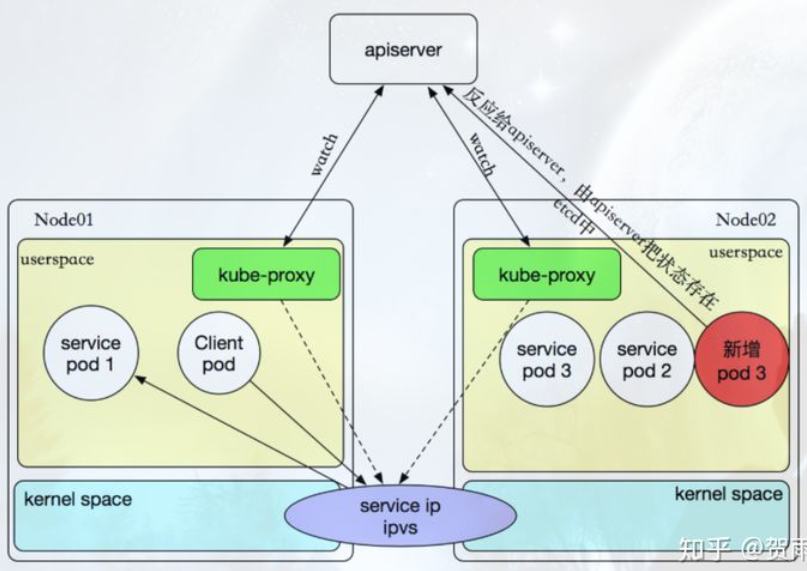 apiserver
watch
watch
反应给apiserver，由apiserver把状态存在
etcd中
Node01
Node02
userspace
userspace
kube-proxy
kube-proxy
service
pod 1
Client
pod
service
pod 3
service
pod 2
新增
pod 3
kernel space
kernel space
service ip
ipvs
知乎 @贺雨